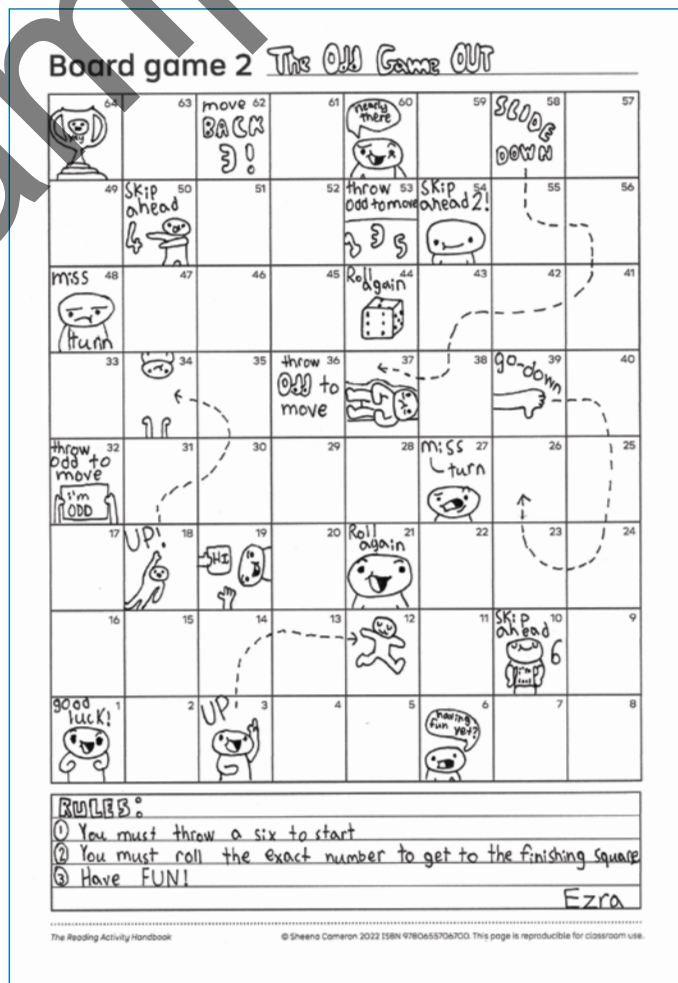 Board game 2 The Odd Game OUT
64 63 62 61 60 59 58 57
yay
move
BACK
3!
nearly
there
SLIDE
DOWN
49 50 51 52 53 54 55 56
Skip
ahead
4
throw
odd to move
1 3 5
Skip
ahead 2!
48 47 46 45 44 43 42 41
miss
turn
Roll again
33 34 35 36 37 38 39 40
throw
Odd to
move
go-down
32 31 30 29 28 27 26 25
throw
odd to
move
i'm
ODD
miss
turn
17 18 19 20 21 22 23 24
UP!
HI
Roll
again
16 15 14 13 12 11 10 9
Skip
ahead
6
i'm
1 2 3 4 5 6 7 8
good
luck!
UP
having
fun yet?
RULES:
① You must throw a six to start
② You must roll the exact number to get to the finishing square
③ Have FUN!
Ezra
The Reading Activity Handbook
© Sheena Cameron 2022 ISBN 9780655706700. This page is reproducible for classroom use.